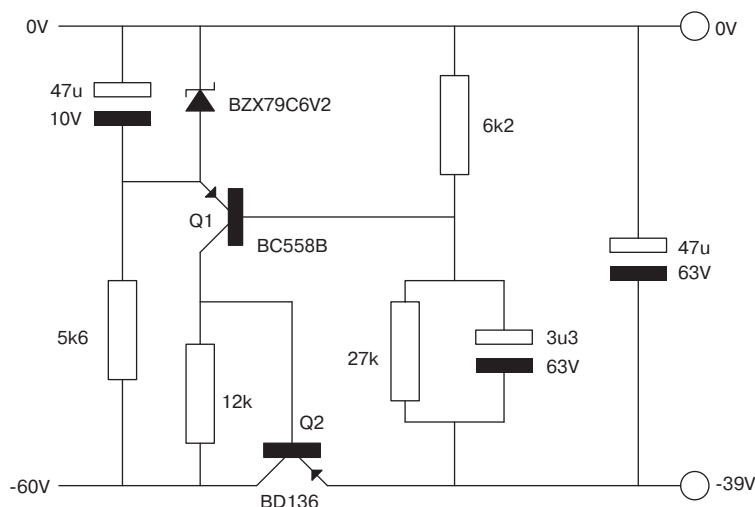 0V
0V
47u
10V
BZX79C6V2
6k2
Q1
BC558B
47u
63V
5k6
12k
27k
3u3
63V
Q2
-60V
BD136
-39V